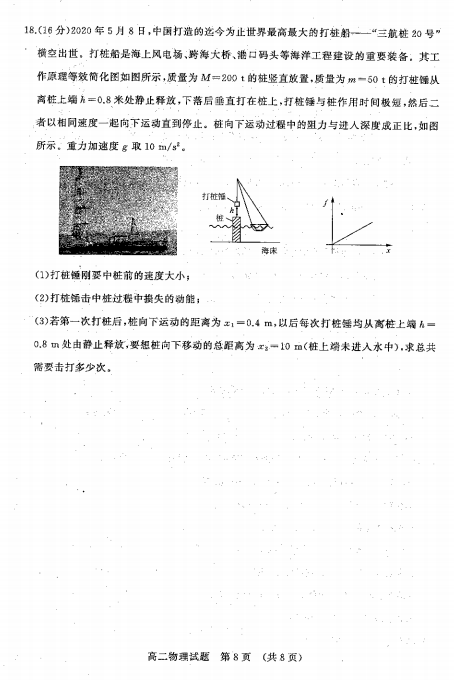 18.(16分)2020年5月8日,中国打造的迄今为止世界最高最大的打桩船——“三航桩20号”
横空出世。打桩船是海上风电场、跨海大桥、港口码头等海洋工程建设的重要装备。其工
作原理等效简化图如图所示,质量为M=200 t的桩竖直放置,质量为m=50 t的打桩锤从
离桩上端h=0.8米处静止释放,下落后垂直打在桩上,打桩锤与桩作用时间极短,然后二
者以相同速度一起向下运动直到停止。桩向下运动过程中的阻力与进入深度成正比,如图
所示。重力加速度g取10 m/s²。
打桩锤
h
桩
海床
f
x
(1)打桩锤刚要中桩前的速度大小;
(2)打桩锤击中桩过程中损失的动能;
(3)若第一次打桩后,桩向下运动的距离为x₁=0.4 m,以后每次打桩锤均从离桩上端h=
0.8 m处由静止释放,要想桩向下移动的总距离为x₂=10 m(桩上端未进入水中),求总共
需要击打多少次。
高二物理试题 第8页 (共8页)